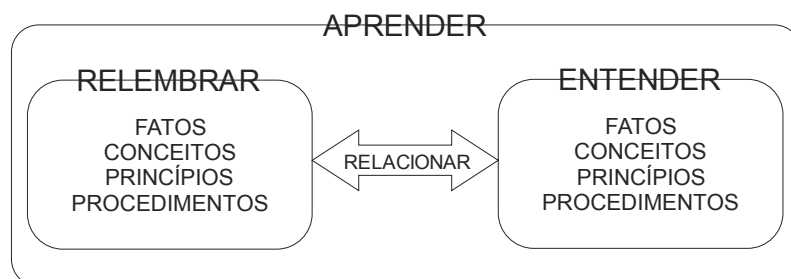 APRENDER
RELEMBRAR
FATOS
CONCEITOS
PRINCÍPIOS
PROCEDIMENTOS
RELACIONAR
ENTENDER
FATOS
CONCEITOS
PRINCÍPIOS
PROCEDIMENTOS